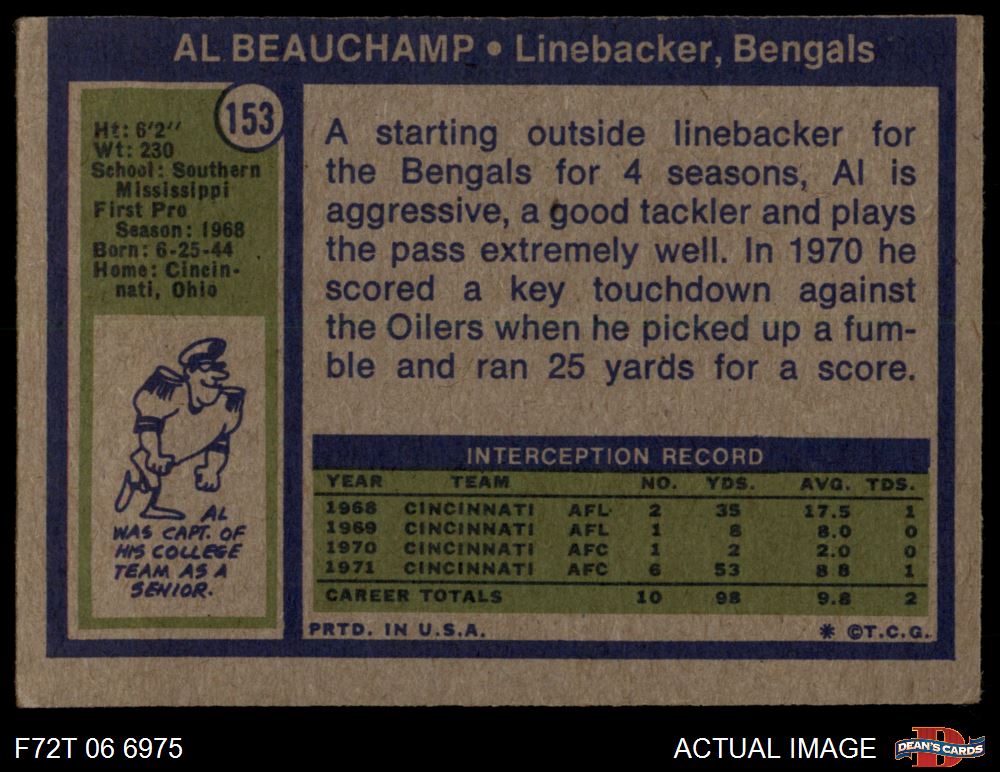 AL BEAUCHAMP • Linebacker, Bengals
153
Ht: 6'2''
Wt: 230
School: Southern
Mississippi
First Pro
Season: 1968
Born: 6-25-44
Home: Cincin-
nati, Ohio
AL
WAS CAPT. OF
HIS COLLEGE
TEAM AS A
SENIOR.
A starting outside linebacker for
the Bengals for 4 seasons, Al is
aggressive, a good tackler and plays
the pass extremely well. In 1970 he
scored a key touchdown against
the Oilers when he picked up a fum-
ble and ran 25 yards for a score.
INTERCEPTION RECORD
YEAR TEAM NO. YDS. AVG. TDS.
1968 CINCINNATI AFL 2 35 17.5 1
1969 CINCINNATI AFL 1 8 8.0 0
1970 CINCINNATI AFC 1 2 2.0 0
1971 CINCINNATI AFC 6 53 8.8 1
CAREER TOTALS 10 98 9.8 2
PRTD. IN U.S.A. * ©T.C.G.
F72T 06 6975
ACTUAL IMAGE
D
DEAN'S CARDS